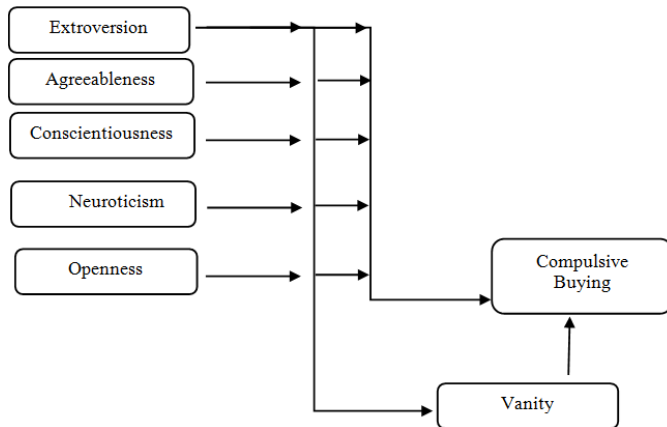 Extroversion
Agreeableness
Conscientiousness
Neuroticism
Openness
Compulsive
Buying
Vanity